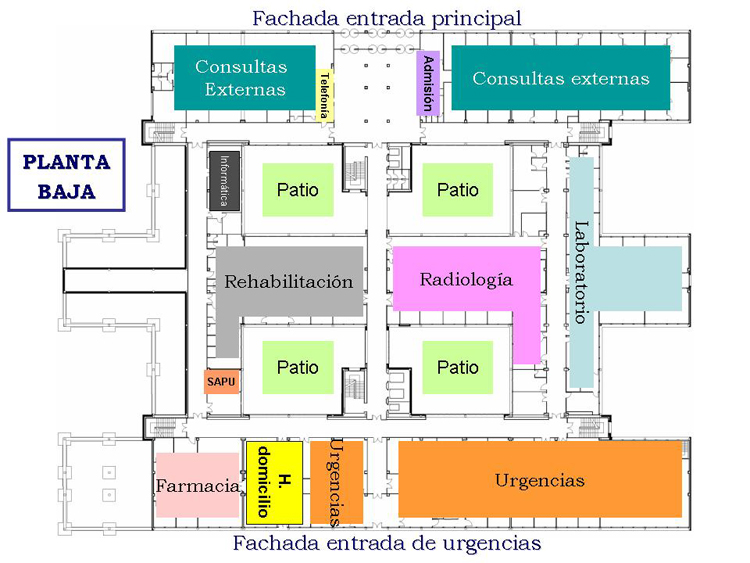 Fachada entrada principal
Consultas
Externas
Telefonía
Admisión
Consultas externas
PLANTA
BAJA
Informática
Patio
Patio
Laboratorio
Rehabilitación
Radiología
Patio
Patio
SAPU
Farmacia
H.
domicilio
Urgencias
Urgencias
Fachada entrada de urgencias